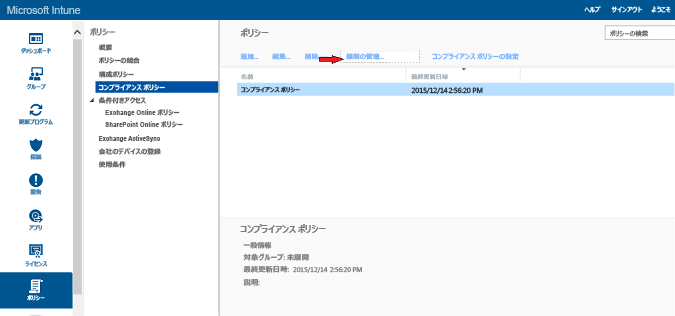 Microsoft Intune
ヘルプ サインアウト ようこそ
ダッシュボード
グループ
更新プログラム
保護
警告
アプリ
ライセンス
ポリシー
ポリシー
概要
ポリシーの競合
構成ポリシー
コンプライアンス ポリシー
条件付きアクセス
Exchange Online ポリシー
SharePoint Online ポリシー
Exchange ActiveSync
会社のデバイスの登録
使用条件
ポリシー
ポリシーの検索
追加... 編集... 削除 展開の管理... コンプライアンス ポリシーの設定
名前 最終更新日時
コンプライアンス ポリシー 2015/12/14 2:56:20 PM
コンプライアンス ポリシー
一般情報
対象グループ: 未展開
最終更新日時: 2015/12/14 2:56:20 PM
説明: